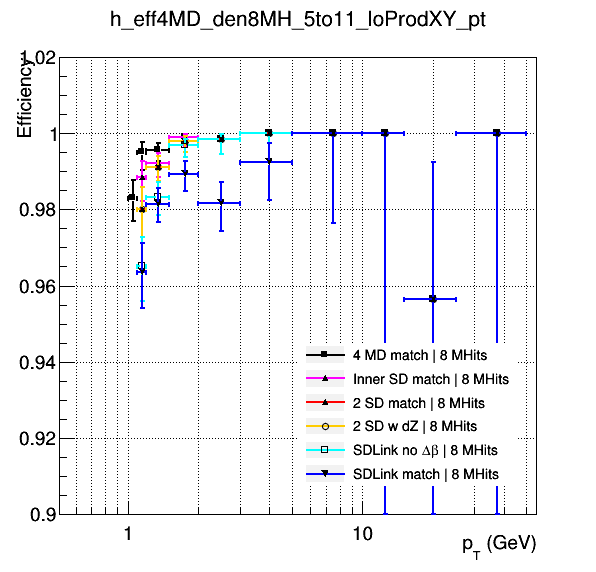 h_eff4MD_den8MH_5to11_loProdXY_pt
Efficiency
1.02
1
0.98
0.96
0.94
0.92
0.9
4 MD match | 8 MHits
Inner SD match | 8 MHits
2 SD match | 8 MHits
2 SD w dZ | 8 MHits
SDLink no Δβ | 8 MHits
SDLink match | 8 MHits
1
10
p_T (GeV)